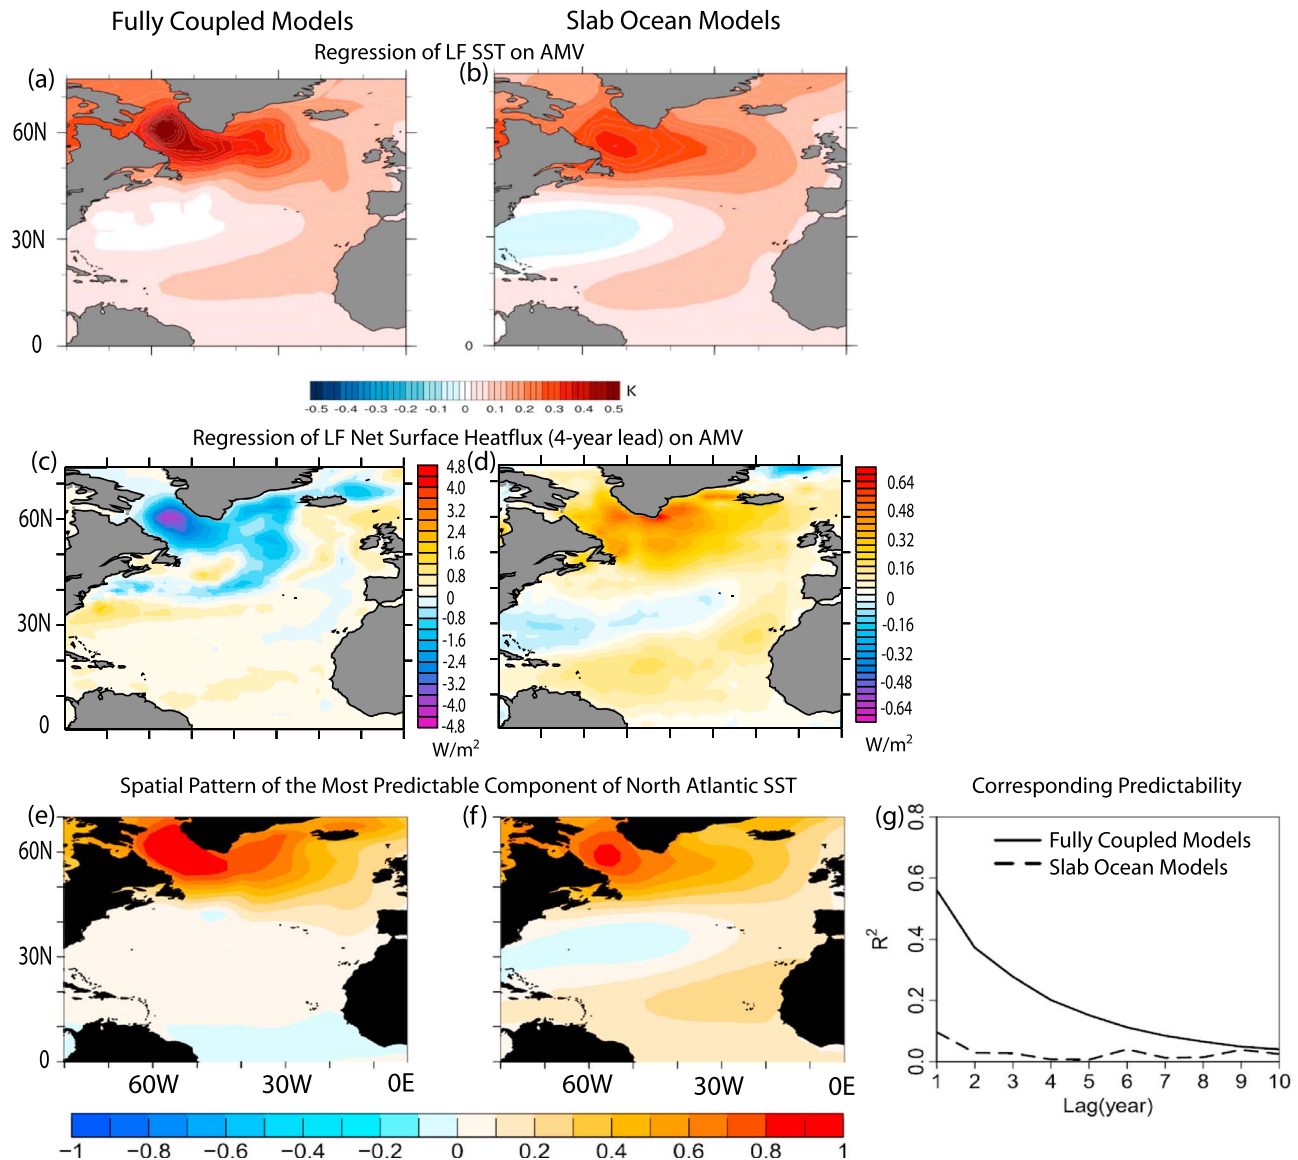 Fully Coupled Models
Slab Ocean Models
Regression of LF SST on AMV
(a)
(b)
60N
30N
0
0
-0.5 -0.4 -0.3 -0.2 -0.1 0 0.1 0.2 0.3 0.4 0.5
K
Regression of LF Net Surface Heatflux (4-year lead) on AMV
(c)
(d)
60N
30N
0
4.8
4.0
3.2
2.4
1.6
0.8
0
-0.8
-1.6
-2.4
-3.2
-4.0
-4.8
W/m²
0.64
0.48
0.32
0.16
0
-0.16
-0.32
-0.48
-0.64
W/m²
Spatial Pattern of the Most Predictable Component of North Atlantic SST
Corresponding Predictability
(e)
(f)
(g)
60N
30N
0
60W 30W 0E
60W 30W 0E
−1 −0.8 −0.6 −0.4 −0.2 0 0.2 0.4 0.6 0.8 1
Fully Coupled Models
Slab Ocean Models
R²
0.8
0.6
0.4
0.2
0.0
1 2 3 4 5 6 7 8 9 10
Lag(year)